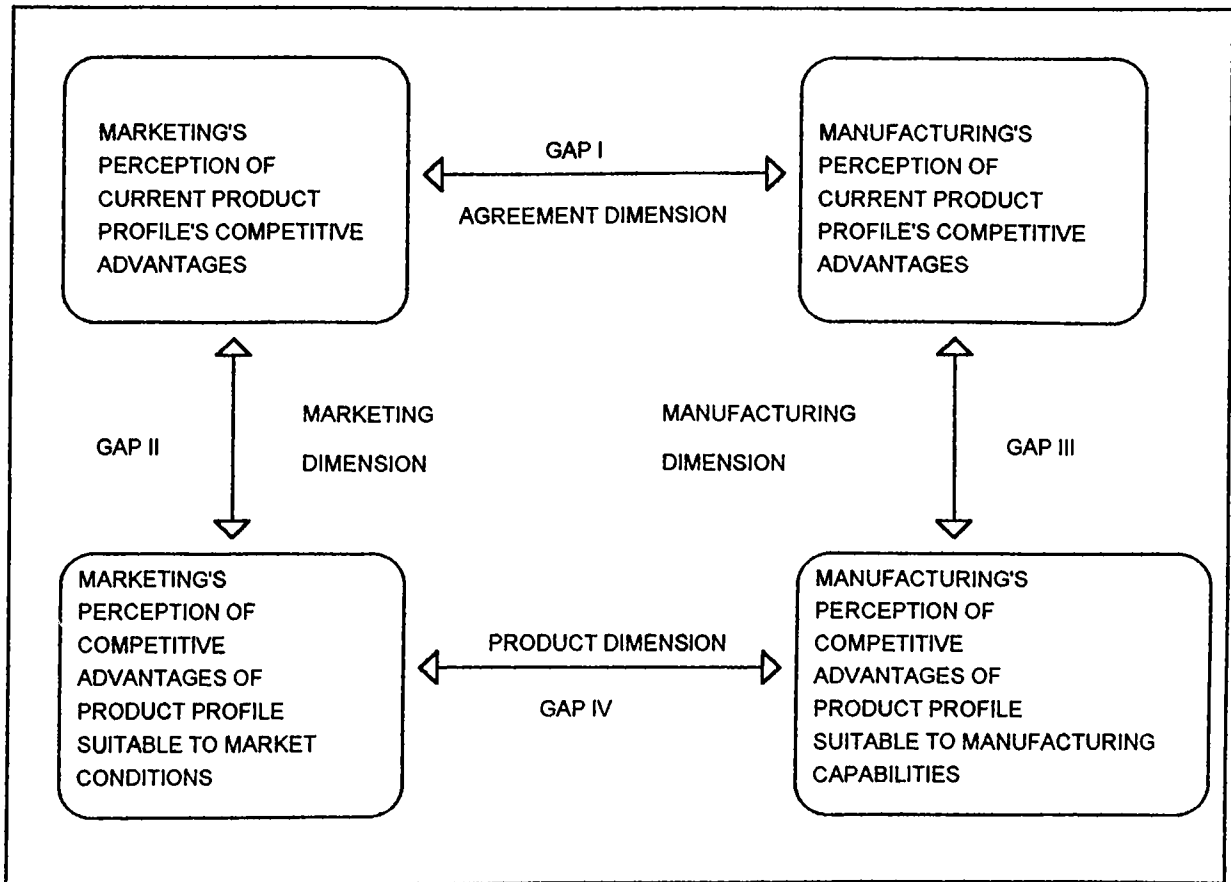 MARKETING'S
PERCEPTION OF
CURRENT PRODUCT
PROFILE'S COMPETITIVE
ADVANTAGES
GAP I
AGREEMENT DIMENSION
MANUFACTURING'S
PERCEPTION OF
CURRENT PRODUCT
PROFILE'S COMPETITIVE
ADVANTAGES
GAP II
MARKETING
DIMENSION
MANUFACTURING
DIMENSION
GAP III
MARKETING'S
PERCEPTION OF
COMPETITIVE
ADVANTAGES OF
PRODUCT PROFILE
SUITABLE TO MARKET
CONDITIONS
PRODUCT DIMENSION
GAP IV
MANUFACTURING'S
PERCEPTION OF
COMPETITIVE
ADVANTAGES OF
PRODUCT PROFILE
SUITABLE TO MANUFACTURING
CAPABILITIES